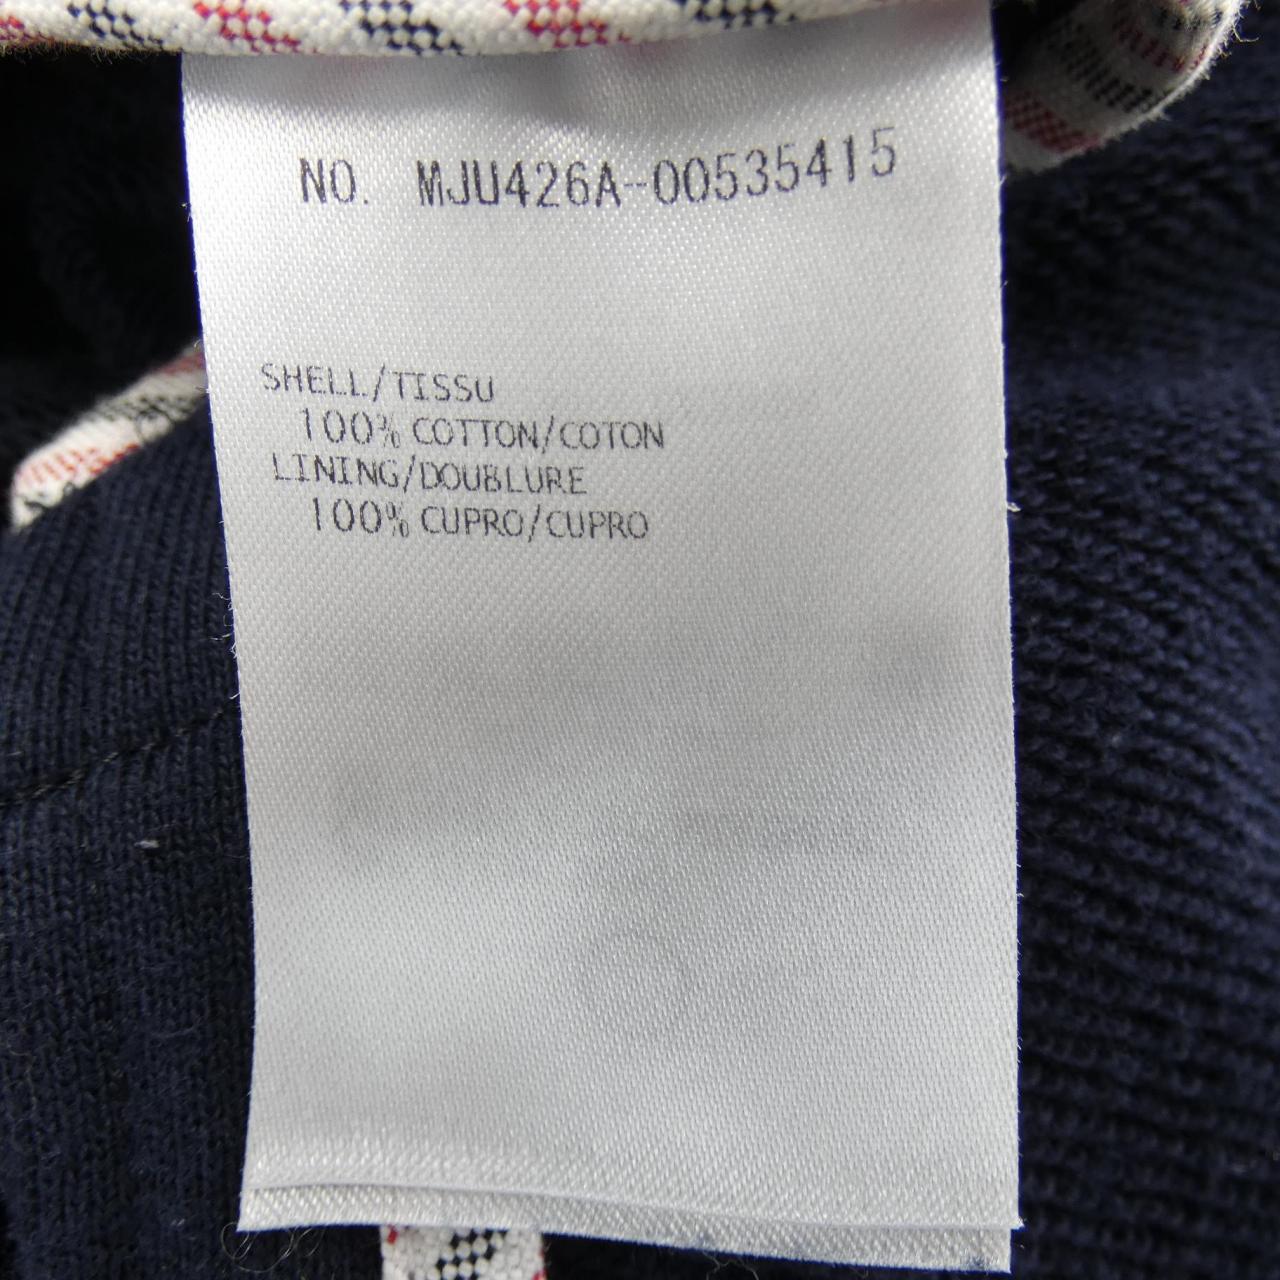 NO. MJU426A-00535415
SHELL/TISSU
100% COTTON/COTON
LINING/DOUBLURE
100% CUPRO/CUPRO